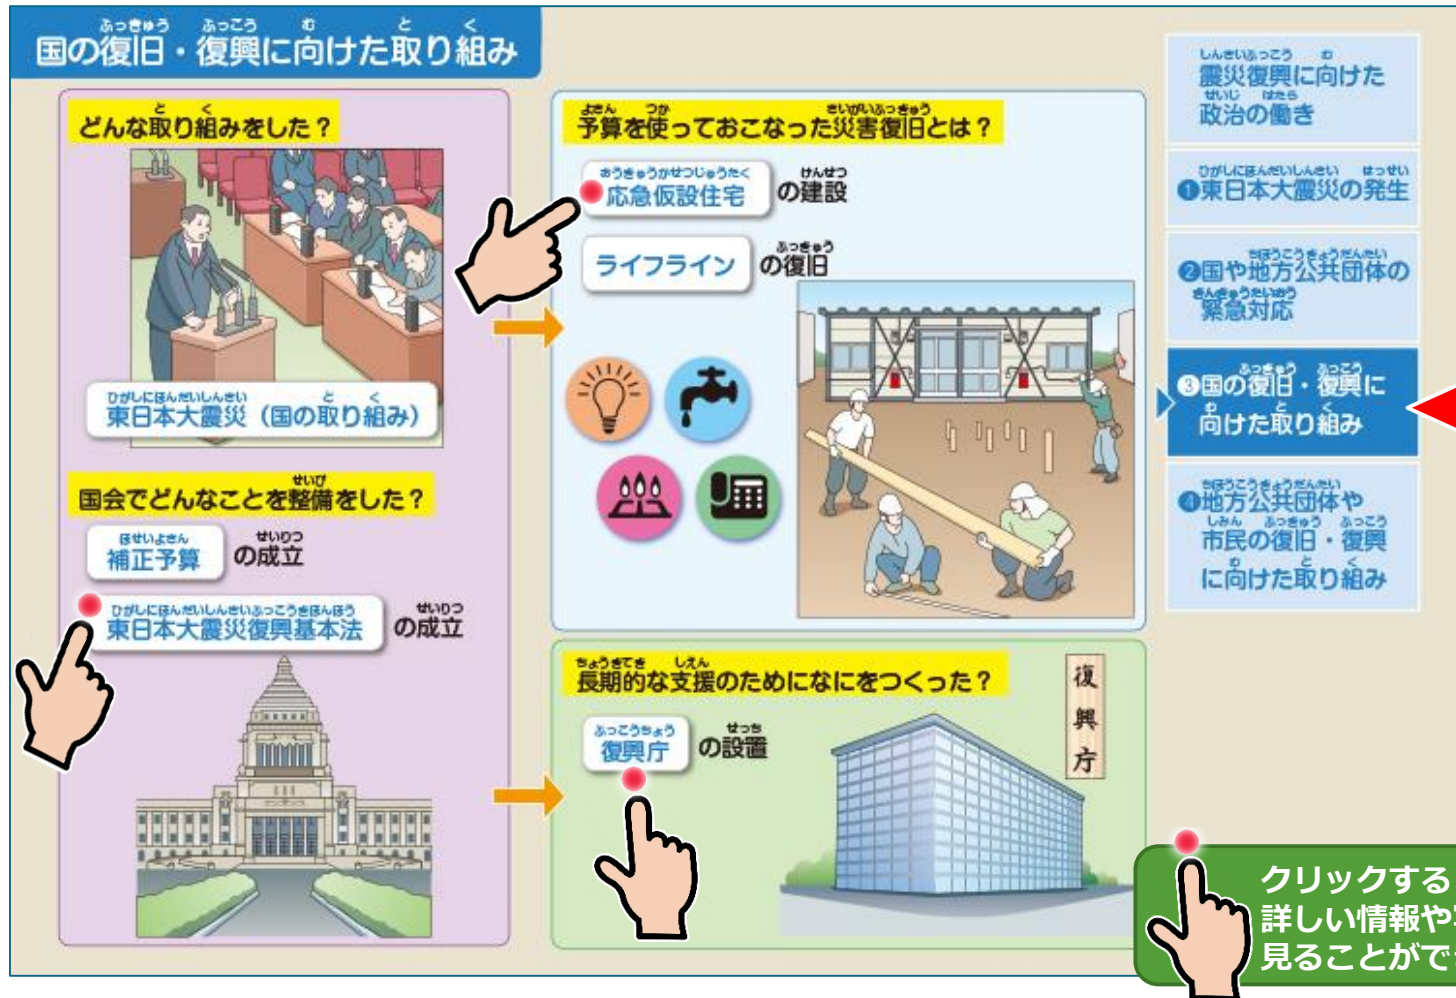 国の復旧・復興に向けた取り組み
どんな取り組みをした？
東日本大震災（国の取り組み）
国会でどんなことを整備をした？
補正予算 の成立
東日本大震災復興基本法 の成立
予算を使っておこなった災害復旧とは？
応急仮設住宅 の建設
ライフライン の復旧
長期的な支援のためになにをつくった？
復興庁 の設置
復興庁
震災復興に向けた
政治の働き
❶東日本大震災の発生
❷国や地方公共団体の
緊急対応
❸国の復旧・復興に
向けた取り組み
❹地方公共団体や
市民の復旧・復興
に向けた取り組み
クリックする
詳しい情報や
見ることがで